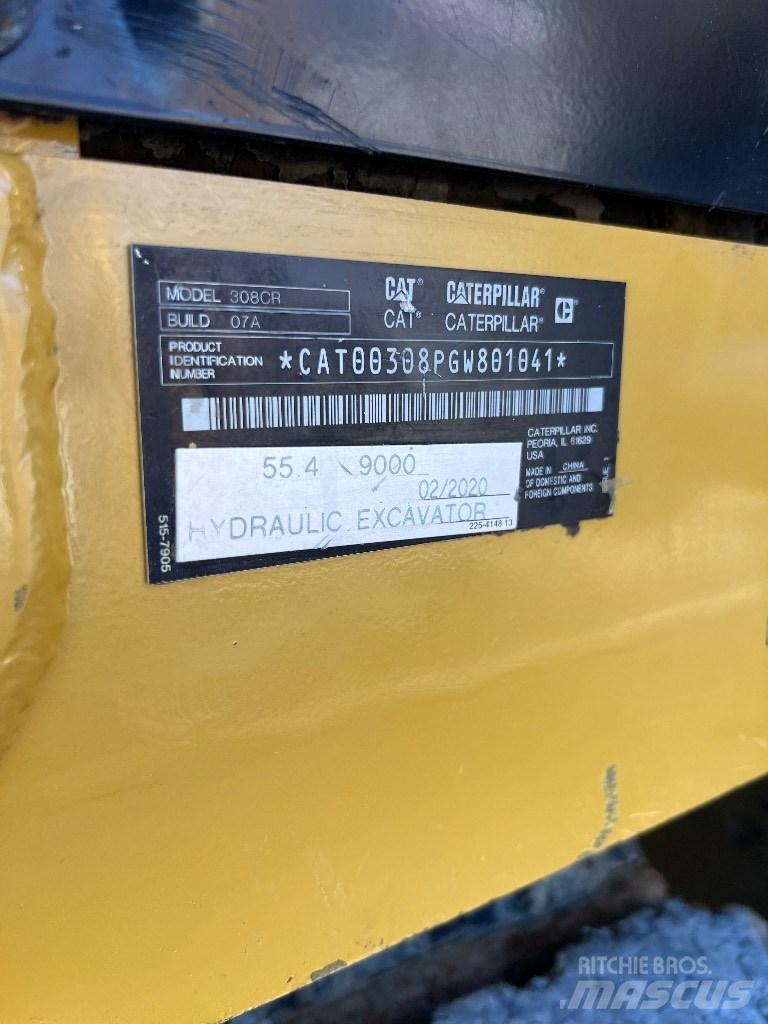 MODEL 308CR
BUILD 07A
CAT® CATERPILLAR®
CAT® CATERPILLAR®
PRODUCT
IDENTIFICATION
NUMBER
*CAT00308PGW801041*
CATERPILLAR INC.
PEORIA, IL 61629
USA
MADE IN CHINA
OF DOMESTIC AND
FOREIGN COMPONENTS
55.4 9000
02/2020
HYDRAULIC EXCAVATOR
225-4148 13
515-7905
RITCHIE BROS.
MASCUS